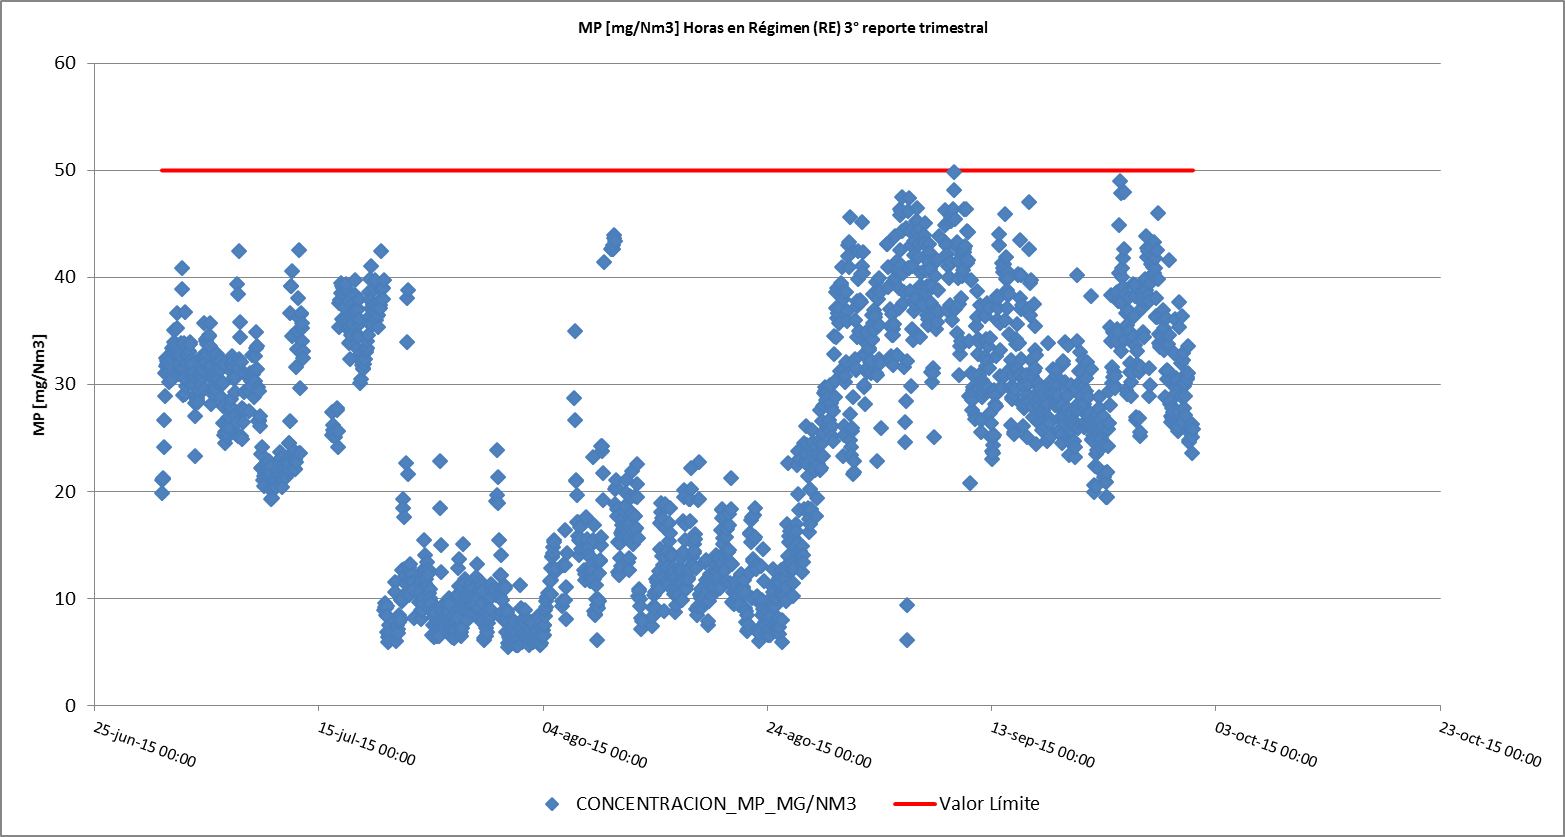 MP [mg/Nm3] Horas en Régimen (RE) 3° reporte trimestral
60
50
40
30
20
10
0
MP [mg/Nm3]
25-jun-15 00:00
15-jul-15 00:00
04-ago-15 00:00
24-ago-15 00:00
13-sep-15 00:00
03-oct-15 00:00
23-oct-15 00:00
CONCENTRACION_MP_MG/NM3
Valor Límite